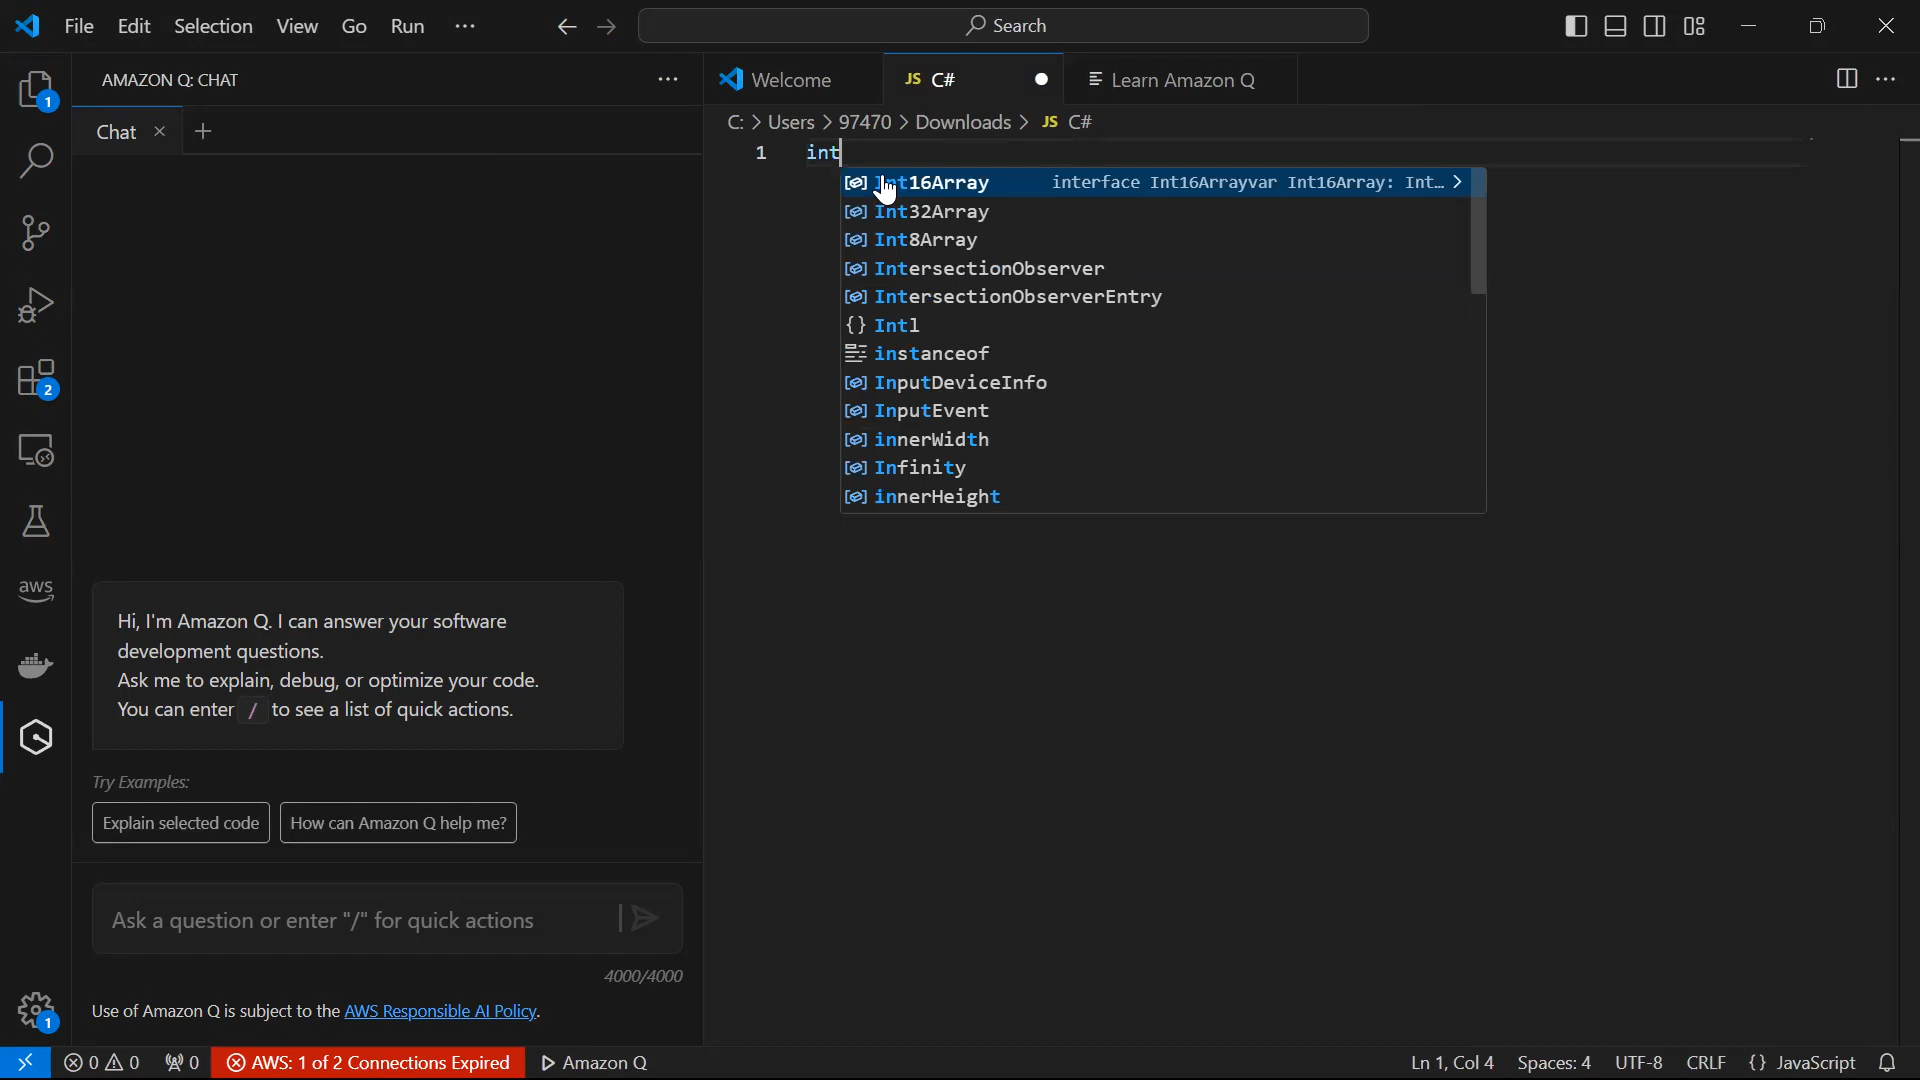 File Edit Selection View Go Run ···
Search
AMAZON Q: CHAT ···
Chat
Welcome
JS C#
Learn Amazon Q
C: > Users > 97470 > Downloads > JS C#
1 int
Int16Array interface Int16Arrayvar Int16Array: Int…
Int32Array
Int8Array
IntersectionObserver
IntersectionObserverEntry
{} Intl
instanceof
InputDeviceInfo
InputEvent
innerWidth
Infinity
innerHeight
1
2
aws
1
Hi, I'm Amazon Q. I can answer your software
development questions.
Ask me to explain, debug, or optimize your code.
You can enter / to see a list of quick actions.
Try Examples:
Explain selected code
How can Amazon Q help me?
Ask a question or enter "/" for quick actions
4000/4000
Use of Amazon Q is subject to the AWS Responsible AI Policy.
0 0 0 AWS: 1 of 2 Connections Expired Amazon Q
Ln 1, Col 4 Spaces: 4 UTF-8 CRLF {} JavaScript